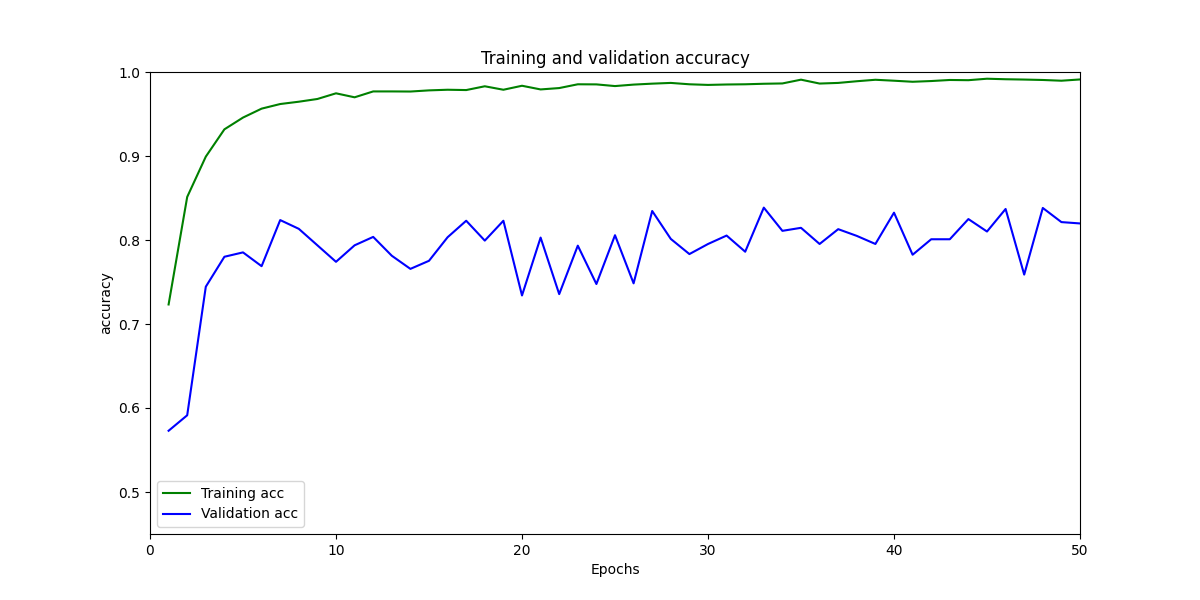 Training and validation accuracy
1.0
0.9
0.8
0.7
0.6
0.5
accuracy
Training acc
Validation acc
0 10 20 30 40 50
Epochs